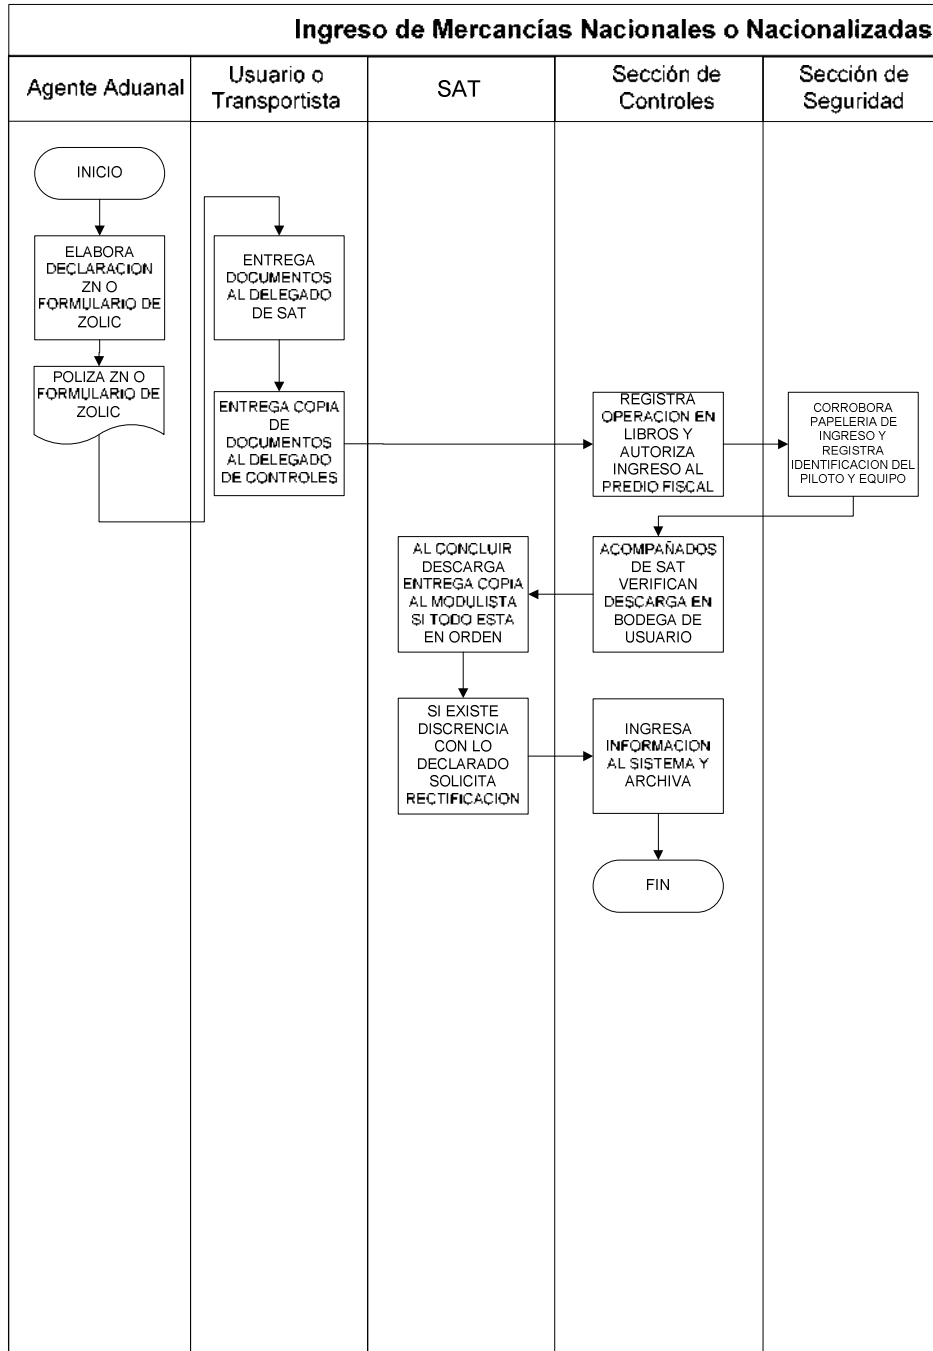 Ingreso de Mercancías Nacionales o Nacionalizadas
Agente Aduanal
Usuario o
Transportista
SAT
Sección de
Controles
Sección de
Seguridad
INICIO
ELABORA
DECLARACION
ZN O
FORMULARIO DE
ZOLIC
POLIZA ZN O
FORMULARIO DE
ZOLIC
ENTREGA
DOCUMENTOS
AL DELEGADO
DE SAT
ENTREGA COPIA
DE
DOCUMENTOS
AL DELEGADO
DE CONTROLES
REGISTRA
OPERACION EN
LIBROS Y
AUTORIZA
INGRESO AL
PREDIO FISCAL
CORROBORA
PAPELERIA DE
INGRESO Y
REGISTRA
IDENTIFICACION DEL
PILOTO Y EQUIPO
ACOMPAÑADOS
DE SAT
VERIFICAN
DESCARGA EN
BODEGA DE
USUARIO
AL CONCLUIR
DESCARGA
ENTREGA COPIA
AL MODULISTA
SI TODO ESTA
EN ORDEN
SI EXISTE
DISCRENCIA
CON LO
DECLARADO
SOLICITA
RECTIFICACION
INGRESA
INFORMACION
AL SISTEMA Y
ARCHIVA
FIN